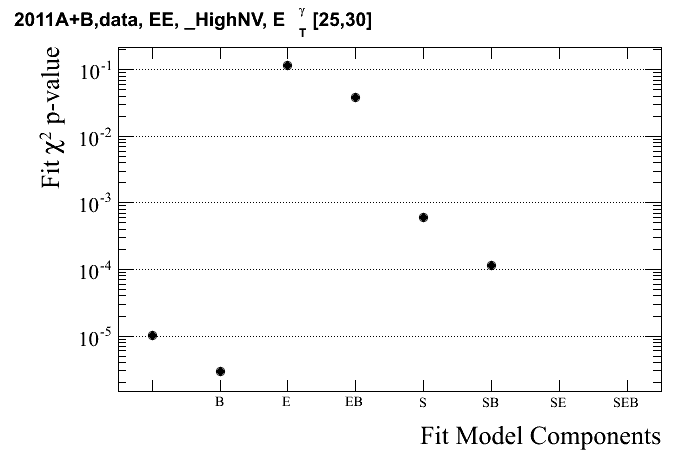 2011A+B,data, EE, _HighNV, E γ T [25,30]
Fit χ² p-value
10⁻¹
10⁻²
10⁻³
10⁻⁴
10⁻⁵
B E EB S SB SE SEB
Fit Model Components